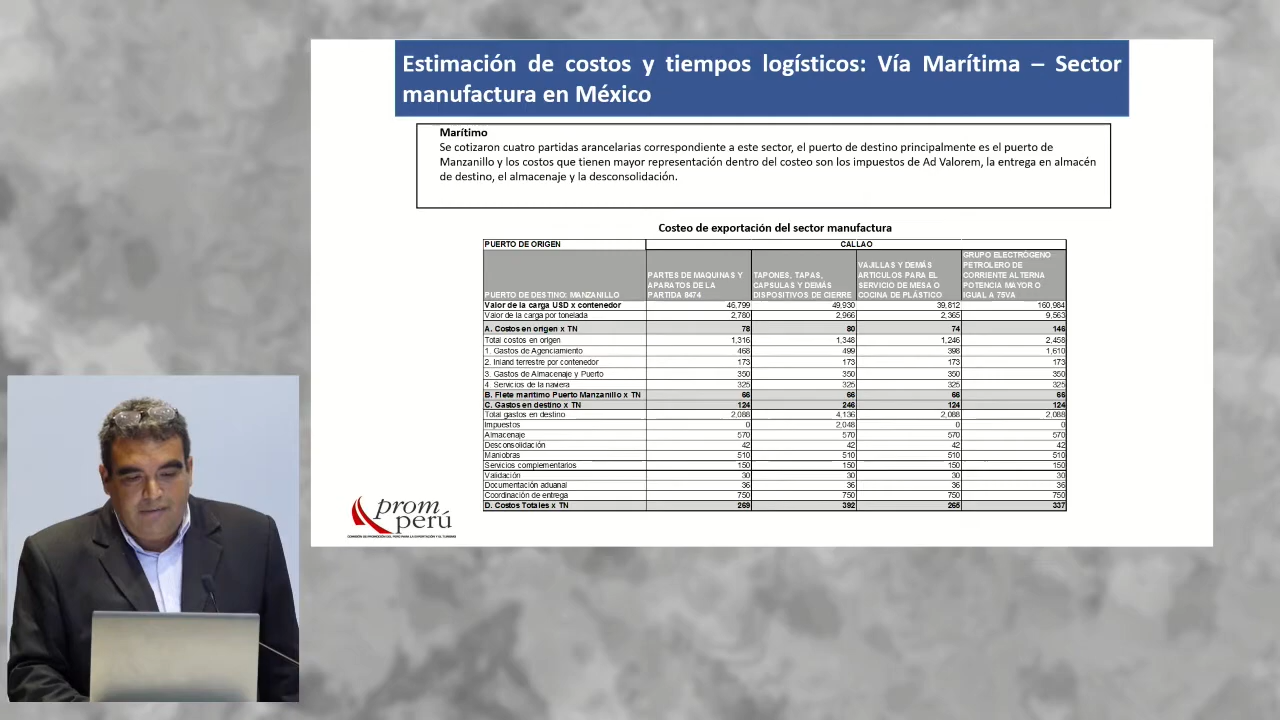 Estimación de costos y tiempos logísticos: Vía Marítima – Sector
manufactura en México
Marítimo
Se cotizaron cuatro partidas arancelarias correspondiente a este sector, el puerto de destino principalmente es el puerto de
Manzanillo y los costos que tienen mayor representación dentro del costeo son los impuestos de Ad Valorem, la entrega en almacén
de destino, el almacenaje y la desconsolidación.
Costeo de exportación del sector manufactura
PUERTO DE ORIGEN CALLAO
PUERTO DE DESTINO: MANZANILLO
PARTES DE MAQUINAS Y
APARATOS DE LA
PARTIDA 8474
TAPONES, TAPAS,
CAPSULAS Y DEMÁS
DISPOSITIVOS DE CIERRE
VAJILLAS Y DEMÁS
ARTICULOS PARA EL
SERVICIO DE MESA O
COCINA DE PLÁSTICO
GRUPO ELECTRÓGENO
PETROLERO DE
CORRIENTE ALTERNA
POTENCIA MAYOR O
IGUAL A 75VA
Valor de la carga USD x contenedor 46,799 49,930 39,812 160,984
Valor de la carga por tonelada 2,780 2,966 2,365 9,563
A. Costos en origen x TN 78 80 74 146
Total costos en origen 1,316 1,348 1,246 2,458
1. Gastos de Agenciamiento 468 499 398 1,610
2. Inland terrestre por contenedor 173 173 173 173
3. Gastos de Almacenaje y Puerto 350 350 350 350
4. Servicios de la naviera 325 325 325 325
B. Flete marítimo Puerto Manzanillo x TN 66 66 66 66
C. Gastos en destino x TN 124 246 124 124
Total gastos en destino 2,088 4,136 2,088 2,088
Impuestos 0 2,048 0 0
Almacenaje 570 570 570 570
Desconsolidación 42 42 42 42
Maniobras 510 510 510 510
Servicios complementarios 150 150 150 150
Validación 30 30 30 30
Documentación aduanal 36 36 36 36
Coordinación de entrega 750 750 750 750
D. Costos Totales x TN 269 392 265 337
prom
perú
COMISIÓN DE PROMOCIÓN DEL PERÚ PARA LA EXPORTACIÓN Y EL TURISMO